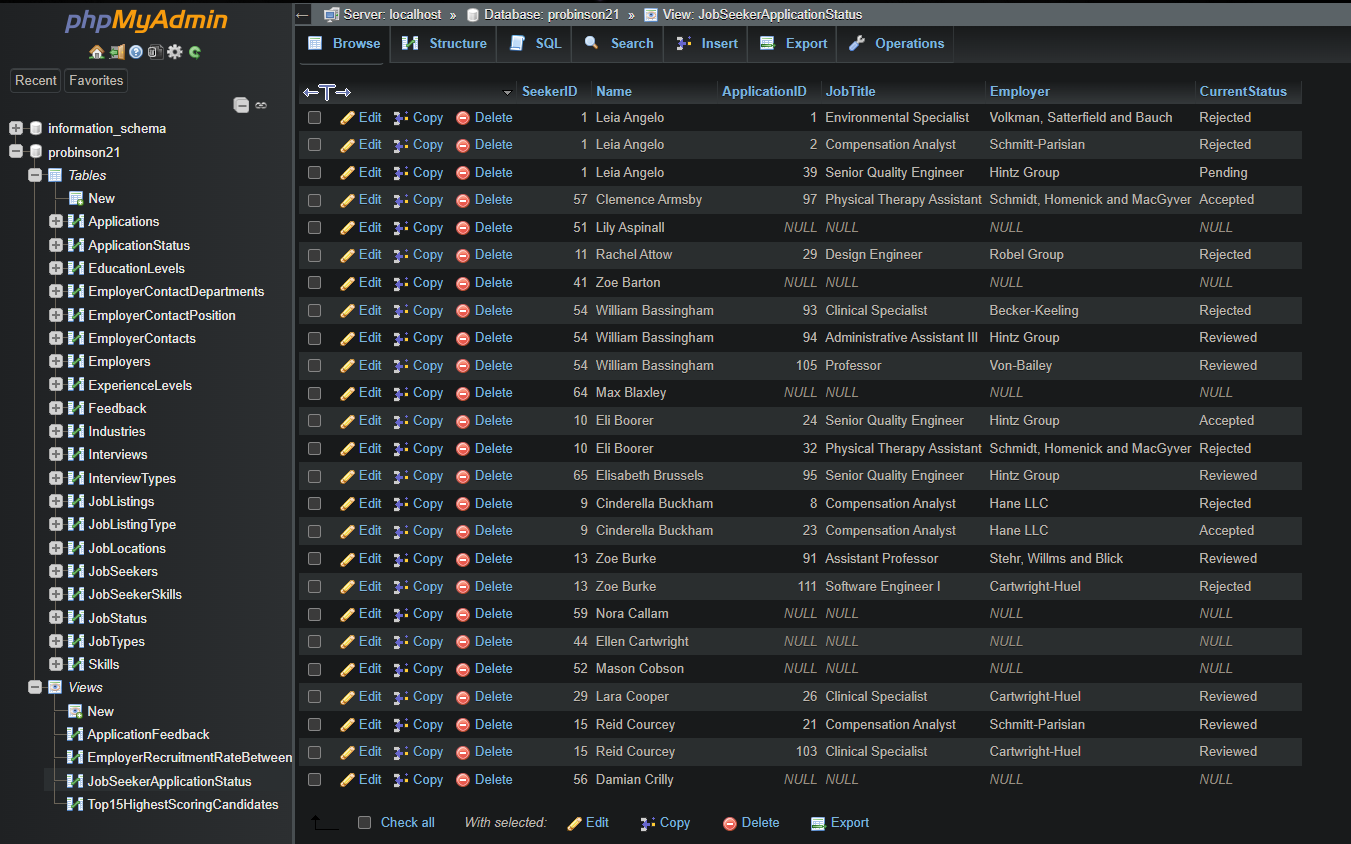 phpMyAdmin
Recent Favorites
information_schema
probinson21
Tables
New
Applications
ApplicationStatus
EducationLevels
EmployerContactDepartments
EmployerContactPosition
EmployerContacts
Employers
ExperienceLevels
Feedback
Industries
Interviews
InterviewTypes
JobListings
JobListingType
JobLocations
JobSeekers
JobSeekerSkills
JobStatus
JobTypes
Skills
Views
New
ApplicationFeedback
EmployerRecruitmentRateBetween
JobSeekerApplicationStatus
Top15HighestScoringCandidates
Server: localhost » Database: probinson21 » View: JobSeekerApplicationStatus
Browse Structure SQL Search Insert Export Operations
SeekerID Name ApplicationID JobTitle Employer CurrentStatus
Edit Copy Delete 1 Leia Angelo 1 Environmental Specialist Volkman, Satterfield and Bauch Rejected
Edit Copy Delete 1 Leia Angelo 2 Compensation Analyst Schmitt-Parisian Rejected
Edit Copy Delete 1 Leia Angelo 39 Senior Quality Engineer Hintz Group Pending
Edit Copy Delete 57 Clemence Armsby 97 Physical Therapy Assistant Schmidt, Homenick and MacGyver Accepted
Edit Copy Delete 51 Lily Aspinall NULL NULL NULL NULL
Edit Copy Delete 11 Rachel Attow 29 Design Engineer Robel Group Rejected
Edit Copy Delete 41 Zoe Barton NULL NULL NULL NULL
Edit Copy Delete 54 William Bassingham 93 Clinical Specialist Becker-Keeling Rejected
Edit Copy Delete 54 William Bassingham 94 Administrative Assistant III Hintz Group Reviewed
Edit Copy Delete 54 William Bassingham 105 Professor Von-Bailey Reviewed
Edit Copy Delete 64 Max Blaxley NULL NULL NULL NULL
Edit Copy Delete 10 Eli Boorer 24 Senior Quality Engineer Hintz Group Accepted
Edit Copy Delete 10 Eli Boorer 32 Physical Therapy Assistant Schmidt, Homenick and MacGyver Rejected
Edit Copy Delete 65 Elisabeth Brussels 95 Senior Quality Engineer Hintz Group Reviewed
Edit Copy Delete 9 Cinderella Buckham 8 Compensation Analyst Hane LLC Rejected
Edit Copy Delete 9 Cinderella Buckham 23 Compensation Analyst Hane LLC Accepted
Edit Copy Delete 13 Zoe Burke 91 Assistant Professor Stehr, Willms and Blick Reviewed
Edit Copy Delete 13 Zoe Burke 111 Software Engineer I Cartwright-Huel Rejected
Edit Copy Delete 59 Nora Callam NULL NULL NULL NULL
Edit Copy Delete 44 Ellen Cartwright NULL NULL NULL NULL
Edit Copy Delete 52 Mason Cobson NULL NULL NULL NULL
Edit Copy Delete 29 Lara Cooper 26 Clinical Specialist Cartwright-Huel Reviewed
Edit Copy Delete 15 Reid Courcey 21 Compensation Analyst Schmitt-Parisian Reviewed
Edit Copy Delete 15 Reid Courcey 103 Clinical Specialist Cartwright-Huel Reviewed
Edit Copy Delete 56 Damian Crilly NULL NULL NULL NULL
Check all With selected: Edit Copy Delete Export